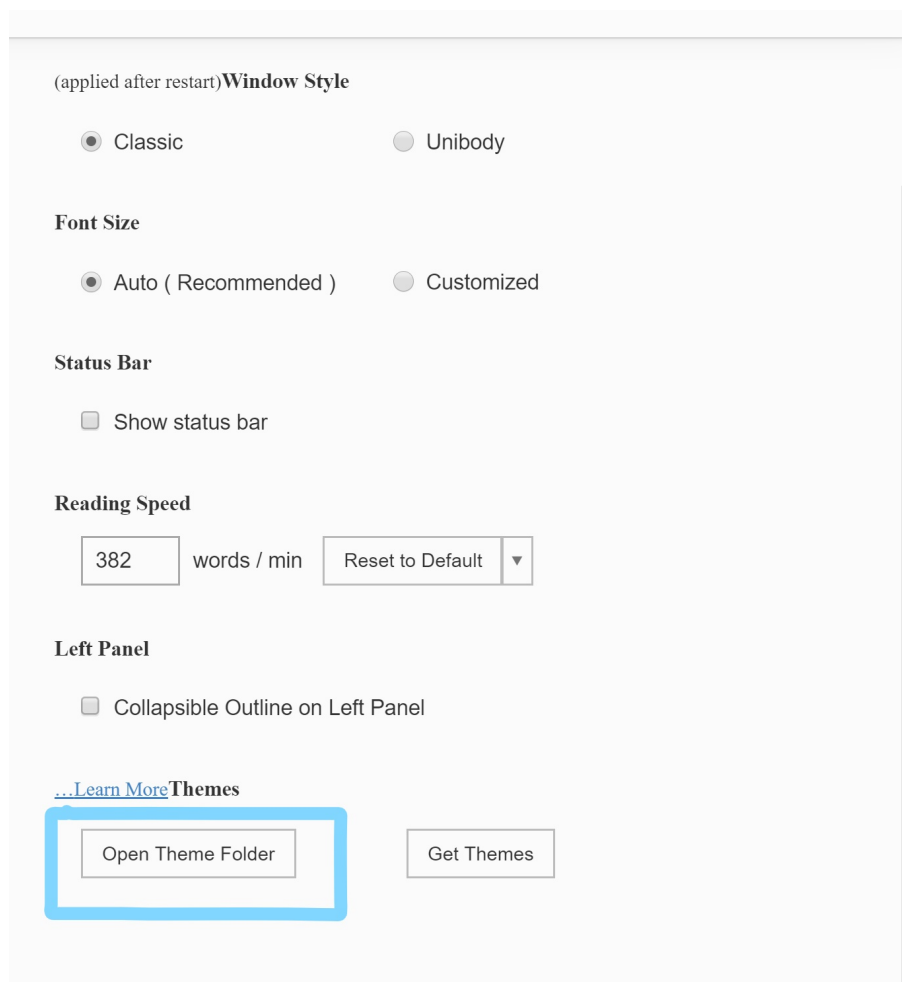 (applied after restart)Window Style
Classic Unibody
Font Size
Auto ( Recommended ) Customized
Status Bar
Show status bar
Reading Speed
382 words / min Reset to Default ▼
Left Panel
Collapsible Outline on Left Panel
…Learn MoreThemes
Open Theme Folder Get Themes